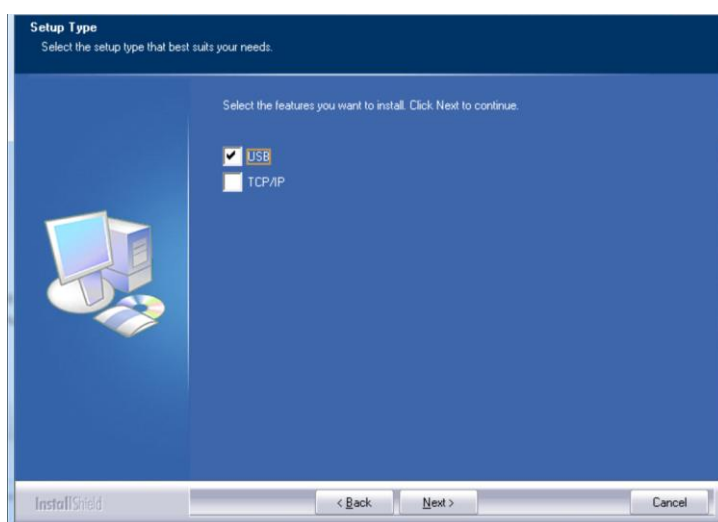 Setup Type
Select the setup type that best suits your needs.
Select the features you want to install. Click Next to continue.
USB
TCP/IP
InstallShield
< Back Next > Cancel